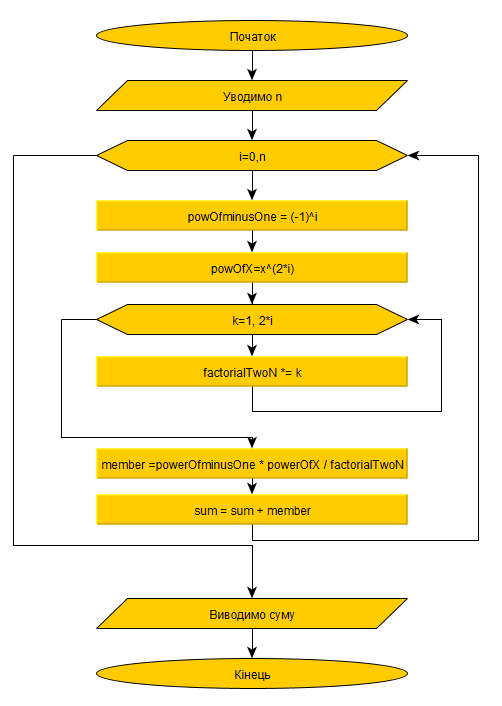 Початок
Уводимо n
i=0,n
powOfminusOne = (-1)^i
powOfX=x^(2*i)
k=1, 2*i
factorialTwoN *= k
member =powerOfminusOne * powerOfX / factorialTwoN
sum = sum + member
Виводимо суму
Кінець